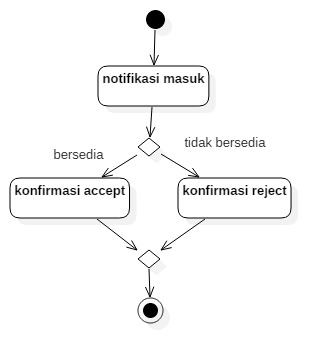 notifikasi masuk
tidak bersedia
bersedia
konfirmasi accept
konfirmasi reject